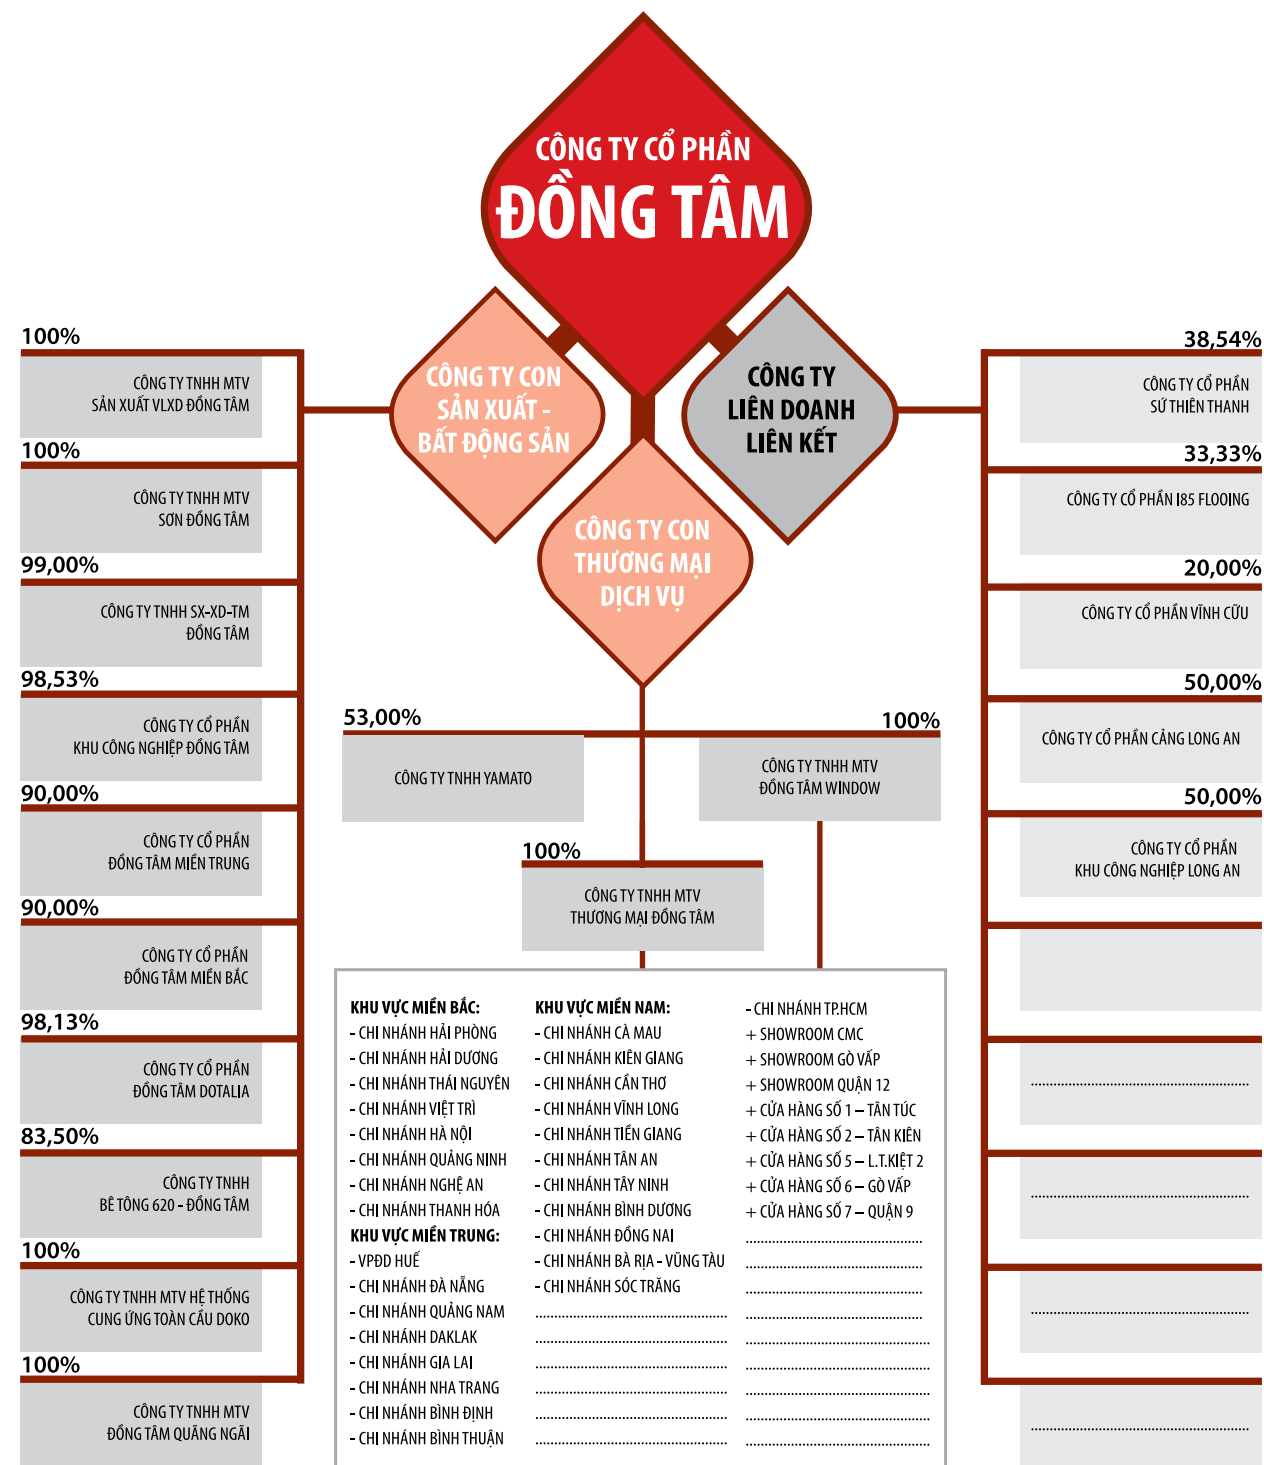 CÔNG TY CỔ PHẦN
ĐỒNG TÂM
CÔNG TY CON
SẢN XUẤT -
BẤT ĐỘNG SẢN
CÔNG TY
LIÊN DOANH
LIÊN KẾT
CÔNG TY CON
THƯƠNG MẠI
DỊCH VỤ
100%
CÔNG TY TNHH MTV
SẢN XUẤT VLXD ĐỒNG TÂM
100%
CÔNG TY TNHH MTV
SƠN ĐỒNG TÂM
99,00%
CÔNG TY TNHH SX-XD-TM
ĐỒNG TÂM
98,53%
CÔNG TY CỔ PHẦN
KHU CÔNG NGHIỆP ĐỒNG TÂM
90,00%
CÔNG TY CỔ PHẦN
ĐỒNG TÂM MIỀN TRUNG
90,00%
CÔNG TY CỔ PHẦN
ĐỒNG TÂM MIỀN BẮC
98,13%
CÔNG TY CỔ PHẦN
ĐỒNG TÂM DOTALIA
83,50%
CÔNG TY TNHH
BÊ TÔNG 620 - ĐỒNG TÂM
100%
CÔNG TY TNHH MTV HỆ THỐNG
CUNG ỨNG TOÀN CẦU DOKO
100%
CÔNG TY TNHH MTV
ĐỒNG TÂM QUÃNG NGÃI
53,00%
CÔNG TY TNHH YAMATO
100%
CÔNG TY TNHH MTV
ĐỒNG TÂM WINDOW
100%
CÔNG TY TNHH MTV
THƯƠNG MẠI ĐỒNG TÂM
KHU VỰC MIỀN BẮC:
- CHI NHÁNH HẢI PHÒNG
- CHI NHÁNH HẢI DƯƠNG
- CHI NHÁNH THÁI NGUYÊN
- CHI NHÁNH VIỆT TRÌ
- CHI NHÁNH HÀ NỘI
- CHI NHÁNH QUẢNG NINH
- CHI NHÁNH NGHỆ AN
- CHI NHÁNH THANH HÓA
KHU VỰC MIỀN TRUNG:
- VPĐD HUẾ
- CHI NHÁNH ĐÀ NẴNG
- CHI NHÁNH QUẢNG NAM
- CHI NHÁNH DAKLAK
- CHI NHÁNH GIA LAI
- CHI NHÁNH NHA TRANG
- CHI NHÁNH BÌNH ĐỊNH
- CHI NHÁNH BÌNH THUẬN
KHU VỰC MIỀN NAM:
- CHI NHÁNH CÀ MAU
- CHI NHÁNH KIÊN GIANG
- CHI NHÁNH CẦN THƠ
- CHI NHÁNH VĨNH LONG
- CHI NHÁNH TIỀN GIANG
- CHI NHÁNH TÂN AN
- CHI NHÁNH TÂY NINH
- CHI NHÁNH BÌNH DƯƠNG
- CHI NHÁNH ĐỒNG NAI
- CHI NHÁNH BÀ RỊA - VŨNG TÀU
- CHI NHÁNH SÓC TRĂNG
- CHI NHÁNH TP.HCM
+ SHOWROOM CMC
+ SHOWROOM GÒ VẤP
+ SHOWROOM QUẬN 12
+ CỬA HÀNG SỐ 1 – TÂN TÚC
+ CỬA HÀNG SỐ 2 – TÂN KIÊN
+ CỬA HÀNG SỐ 5 – L.T.KIỆT 2
+ CỬA HÀNG SỐ 6 – GÒ VẤP
+ CỬA HÀNG SỐ 7 – QUẬN 9
38,54%
CÔNG TY CỔ PHẦN
SỨ THIÊN THANH
33,33%
CÔNG TY CỔ PHẦN I85 FLOOING
20,00%
CÔNG TY CỔ PHẦN VĨNH CỮU
50,00%
CÔNG TY CỔ PHẦN CẢNG LONG AN
50,00%
CÔNG TY CỔ PHẦN
KHU CÔNG NGHIỆP LONG AN